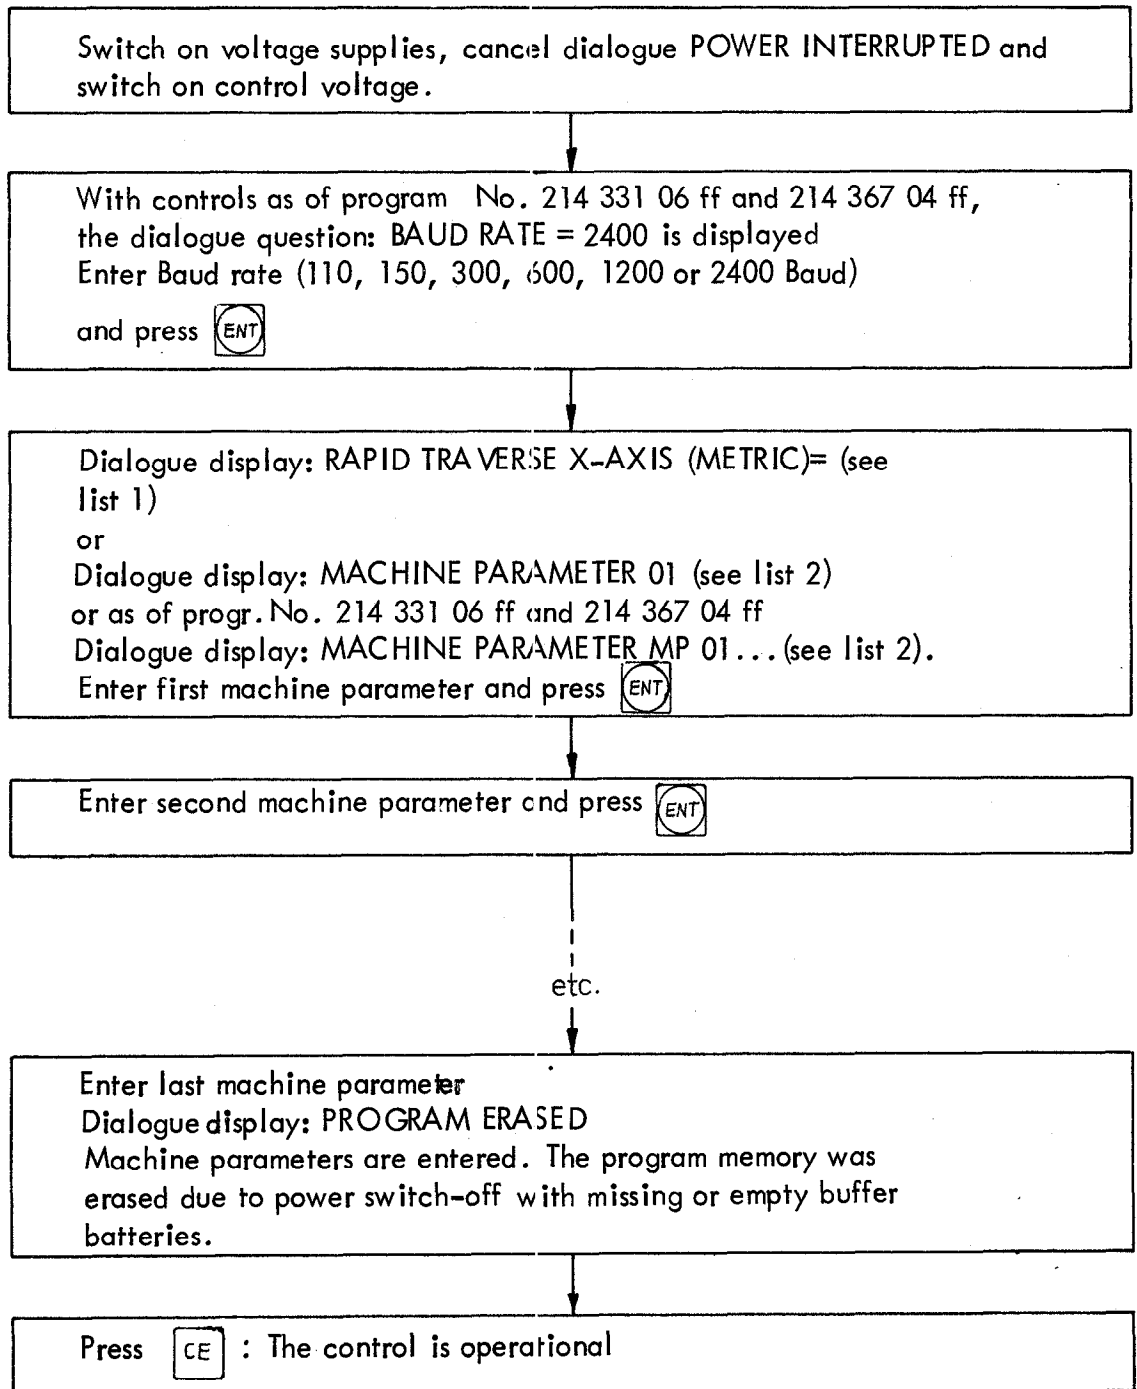 Switch on voltage supplies, cancel dialogue POWER INTERRUPTED and
switch on control voltage.
With controls as of program No. 214 331 06 ff and 214 367 04 ff,
the dialogue question: BAUD RATE = 2400 is displayed
Enter Baud rate (110, 150, 300, 600, 1200 or 2400 Baud)
and press ENT
Dialogue display: RAPID TRAVERSE X-AXIS (METRIC)= (see
list 1)
or
Dialogue display: MACHINE PARAMETER 01 (see list 2)
or as of progr. No. 214 331 06 ff and 214 367 04 ff
Dialogue display: MACHINE PARAMETER MP 01... (see list 2).
Enter first machine parameter and press ENT
Enter second machine parameter and press ENT
etc.
Enter last machine parameter
Dialogue display: PROGRAM ERASED
Machine parameters are entered. The program memory was
erased due to power switch-off with missing or empty buffer
batteries.
Press CE : The control is operational